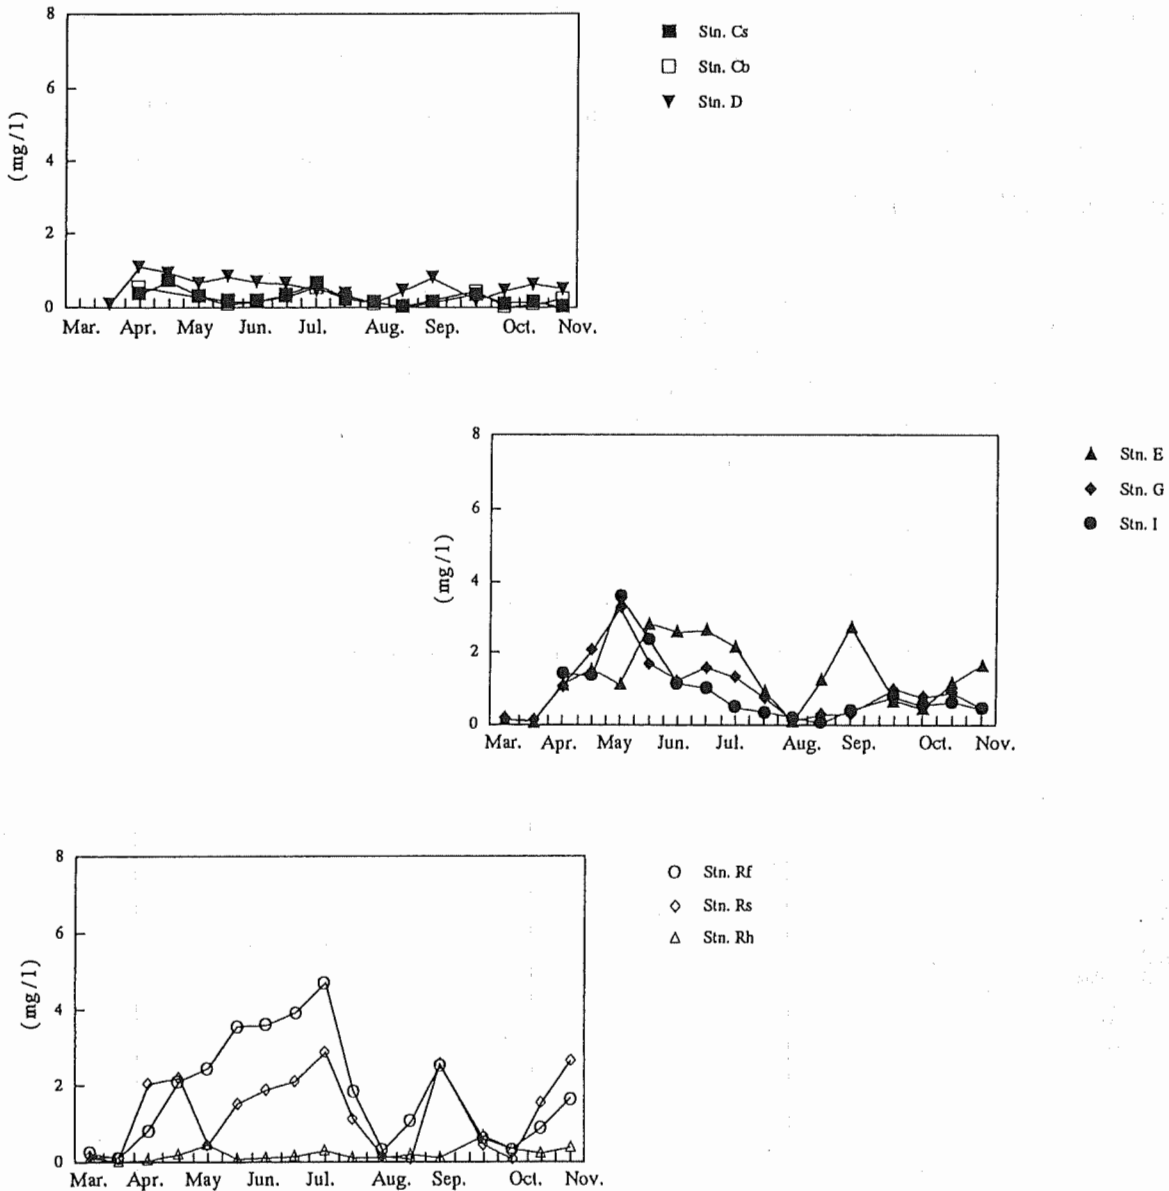 8
6
4
2
0
(mg/l)
Mar. Apr. May Jun. Jul. Aug. Sep. Oct. Nov.
Stn. Cs
Stn. Cb
Stn. D
8
6
4
2
0
(mg/l)
Mar. Apr. May Jun. Jul. Aug. Sep. Oct. Nov.
Stn. E
Stn. G
Stn. I
8
6
4
2
0
(mg/l)
Mar. Apr. May Jun. Jul. Aug. Sep. Oct. Nov.
Stn. Rf
Stn. Rs
Stn. Rh